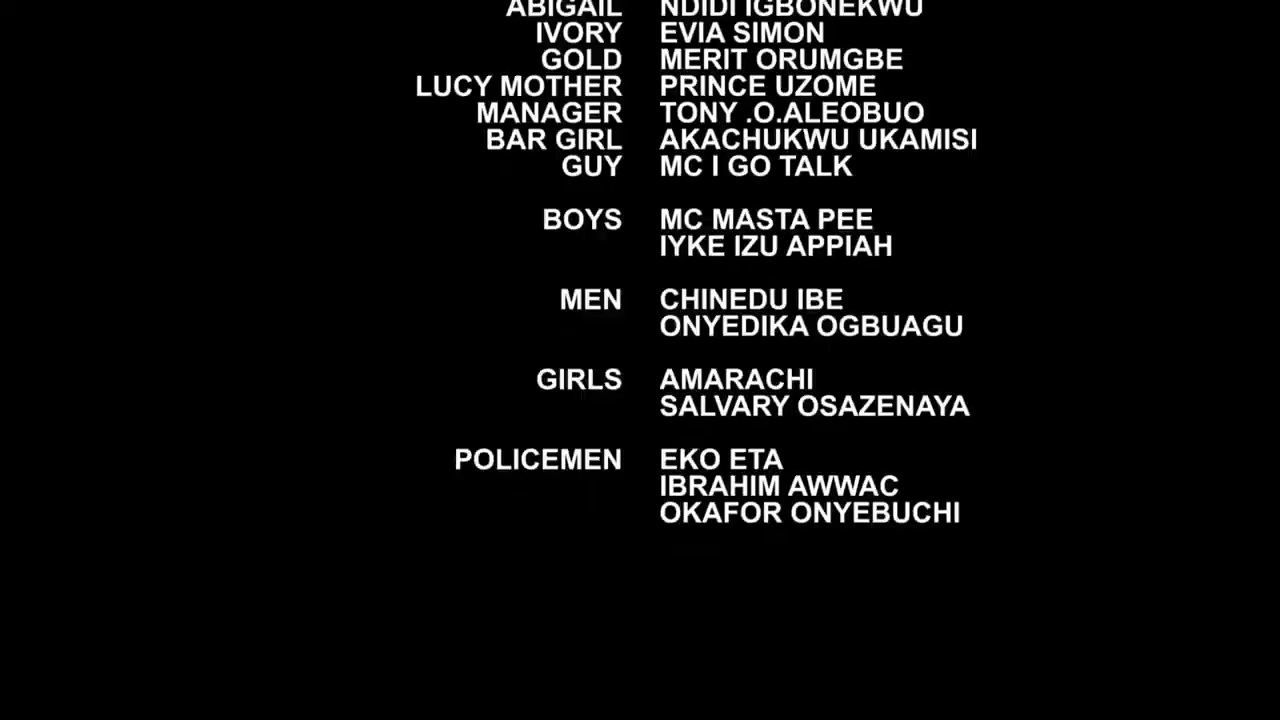 ABIGAIL NDIDI IGBONEKWU
IVORY EVIA SIMON
GOLD MERIT ORUMGBE
LUCY MOTHER PRINCE UZOME
MANAGER TONY .O.ALEOBUO
BAR GIRL AKACHUKWU UKAMISI
GUY MC I GO TALK
BOYS MC MASTA PEE
IYKE IZU APPIAH
MEN CHINEDU IBE
ONYEDIKA OGBUAGU
GIRLS AMARACHI
SALVARY OSAZENAYA
POLICEMEN EKO ETA
IBRAHIM AWWAC
OKAFOR ONYEBUCHI